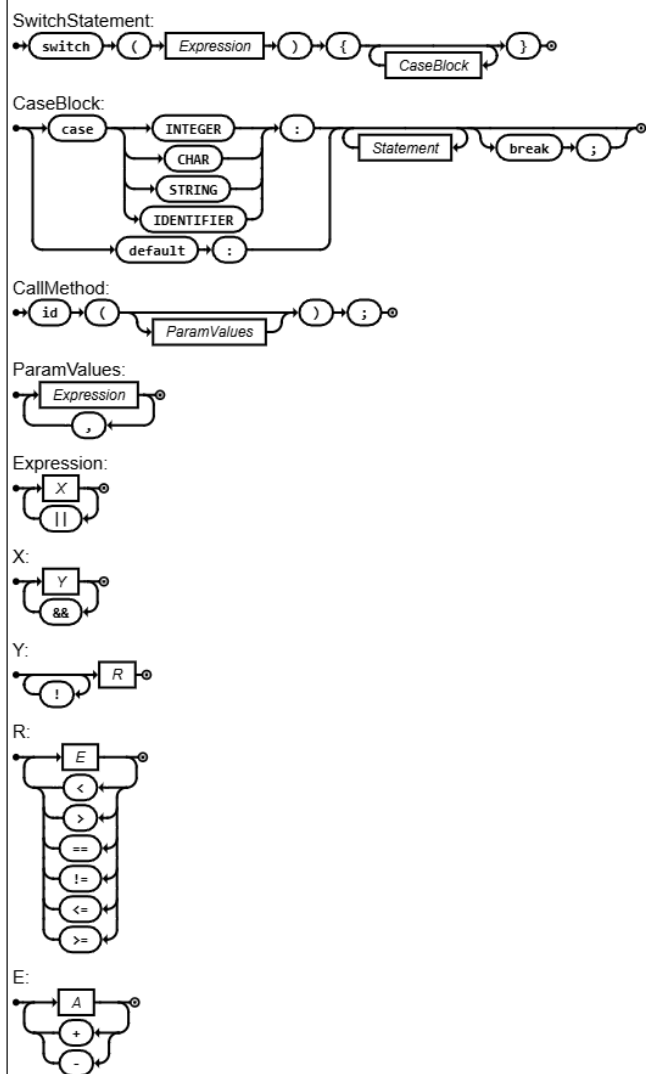 SwitchStatement:
switch ( Expression ) { CaseBlock }
CaseBlock:
case INTEGER : Statement break ;
CHAR
STRING
IDENTIFIER
default :
CallMethod:
id ( ParamValues ) ;
ParamValues:
Expression
,
Expression:
X
||
X:
Y
&&
Y:
! R
R:
E
<
>
==
!=
<=
>=
E:
A
+
-